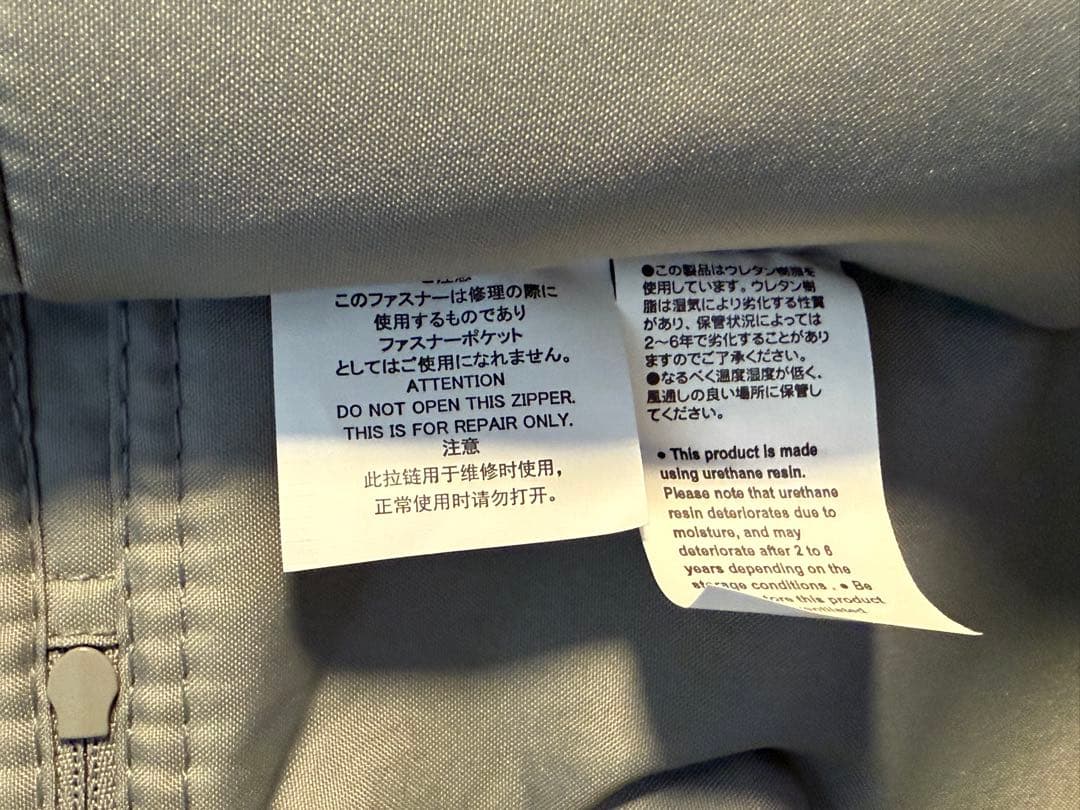 ご注意
このファスナーは修理の際に
使用するものであり
ファスナーポケット
としてはご使用になれません。
ATTENTION
DO NOT OPEN THIS ZIPPER.
THIS IS FOR REPAIR ONLY.
注意
此拉链用于维修时使用，
正常使用时请勿打开。
●この製品はウレタン樹脂を
使用しています。ウレタン樹
脂は湿気により劣化する性質
があり、保管状況によっては
2〜6年で劣化することがあり
ますのでご了承ください。
●なるべく温度湿度が低く、
風通しの良い場所に保管し
てください。
● This product is made
using urethane resin.
Please note that urethane
resin deteriorates due to
moisture, and may
deteriorate after 2 to 6
years depending on the
storage conditions . ● Be
this product